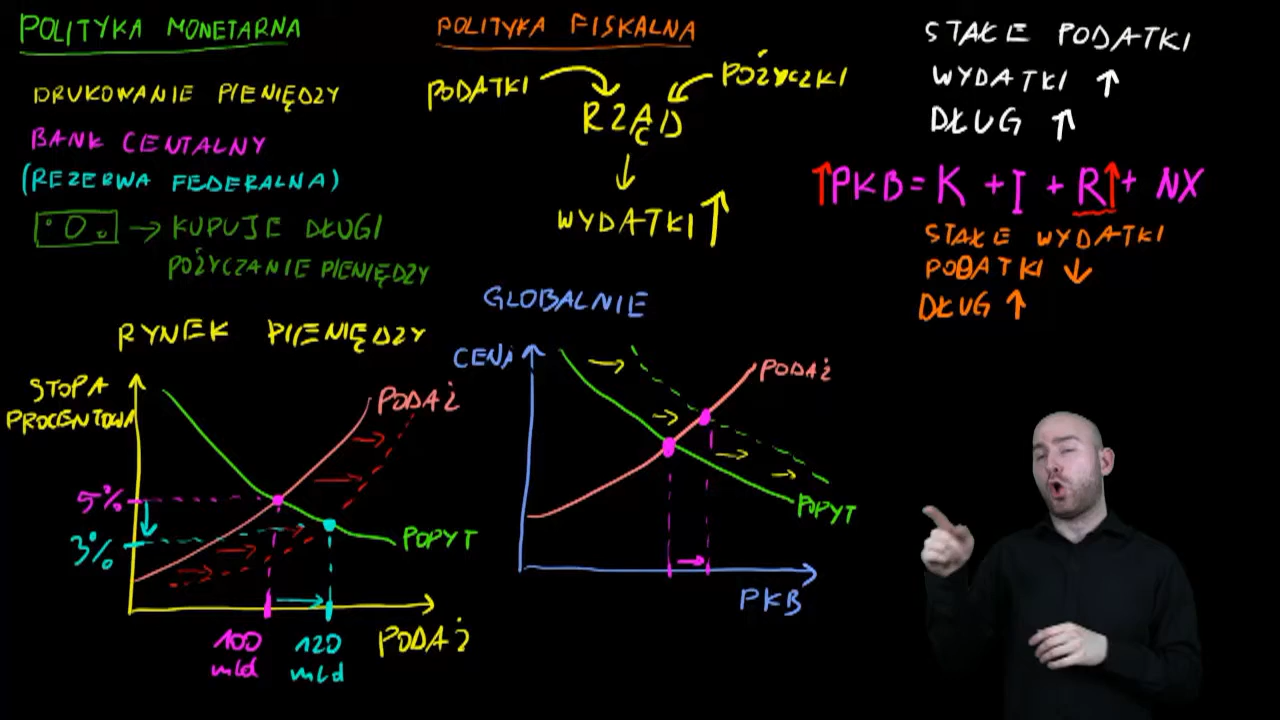 POLITYKA MONETARNA
DRUKOWANIE PIENIĘDZY
BANK CENTALNY
(REZERWA FEDERALNA)
→ KUPUJE DŁUGI
POŻYCZANIE PIENIĘDZY
POLITYKA FISKALNA
PODATKI
POŻYCZKI
RZĄD
↓
WYDATKI ↑
STAŁE PODATKI
WYDATKI ↑
DŁUG ↑
↑PKB = K + I + R↑ + NX
STAŁE WYDATKI
PODATKI ↓
DŁUG ↑
RYNEK PIENIĘDZY
STOPA
PROCENTOWA
PODAŻ
5%
3%
POPYT
100
mld
120
mld
PODAŻ
GLOBALNIE
CENA
PODAŻ
POPYT
PKB